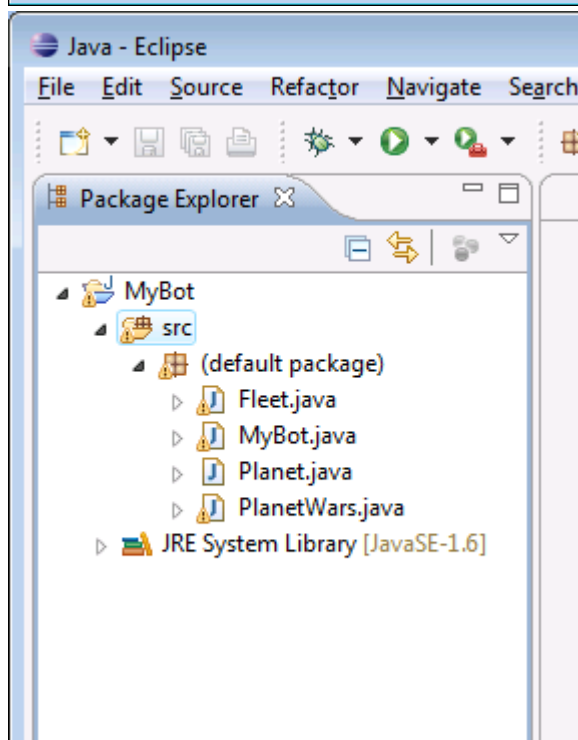 Java - Eclipse
File Edit Source Refactor Navigate Search
Package Explorer
MyBot
src
(default package)
Fleet.java
MyBot.java
Planet.java
PlanetWars.java
JRE System Library [JavaSE-1.6]